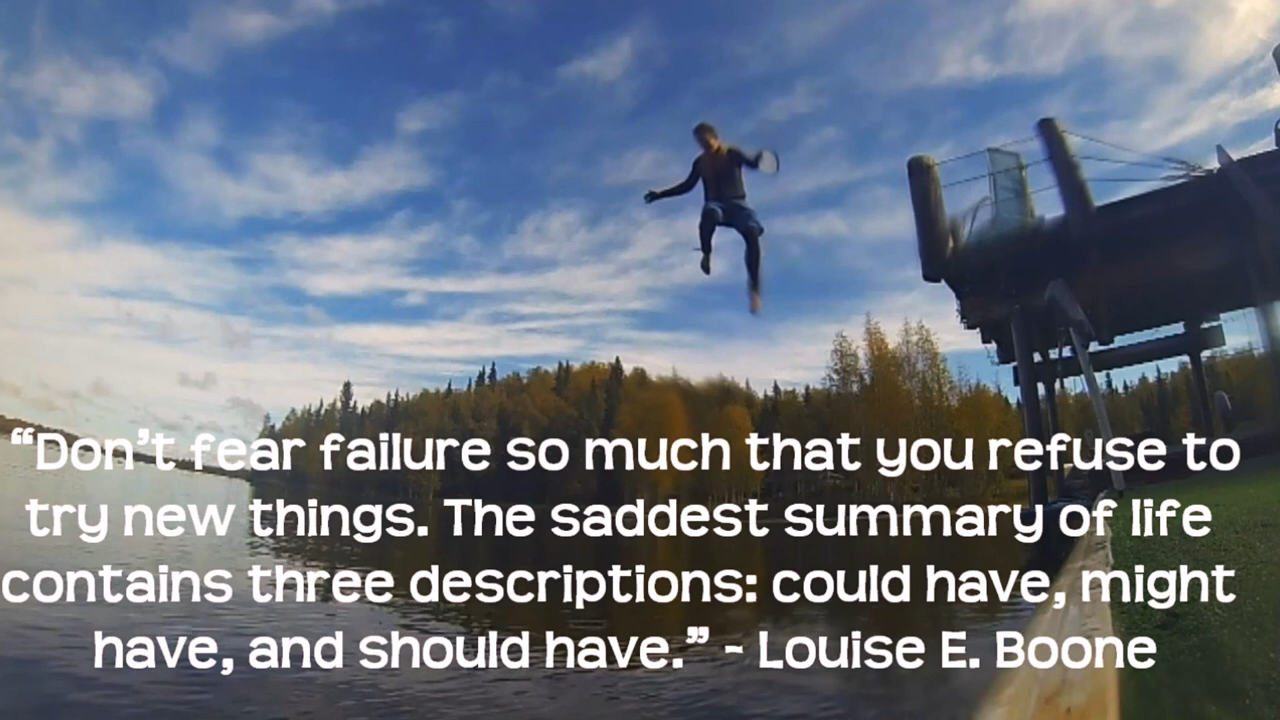 “Don’t fear failure so much that you refuse to
try new things. The saddest summary of life
contains three descriptions: could have, might
have, and should have.” - Louise E. Boone